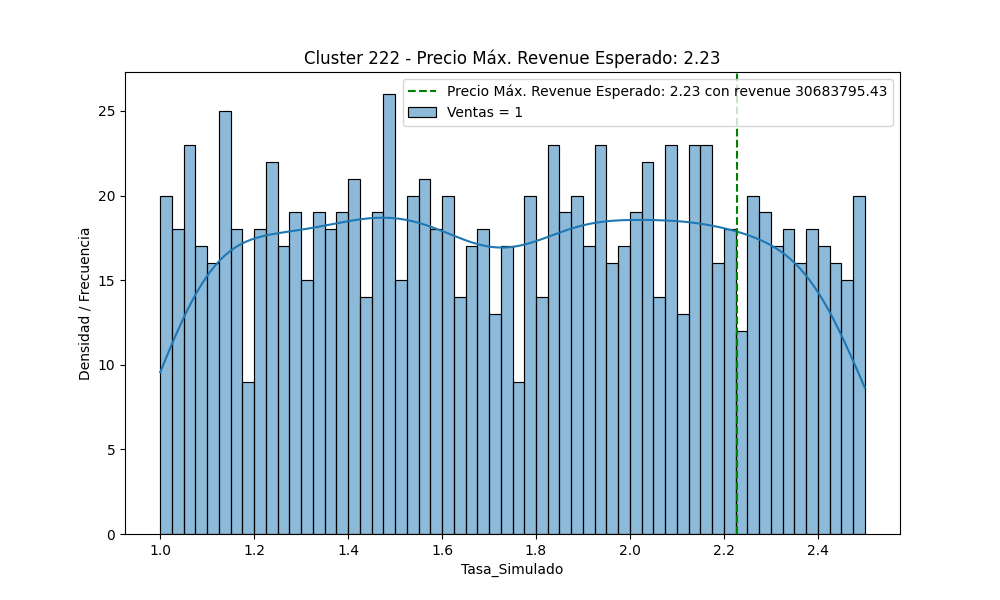 Cluster 222 - Precio Máx. Revenue Esperado: 2.23
Precio Máx. Revenue Esperado: 2.23 con revenue 30683795.43
Ventas = 1
Densidad / Frecuencia
25
20
15
10
5
0
1.0 1.2 1.4 1.6 1.8 2.0 2.2 2.4
Tasa_Simulado